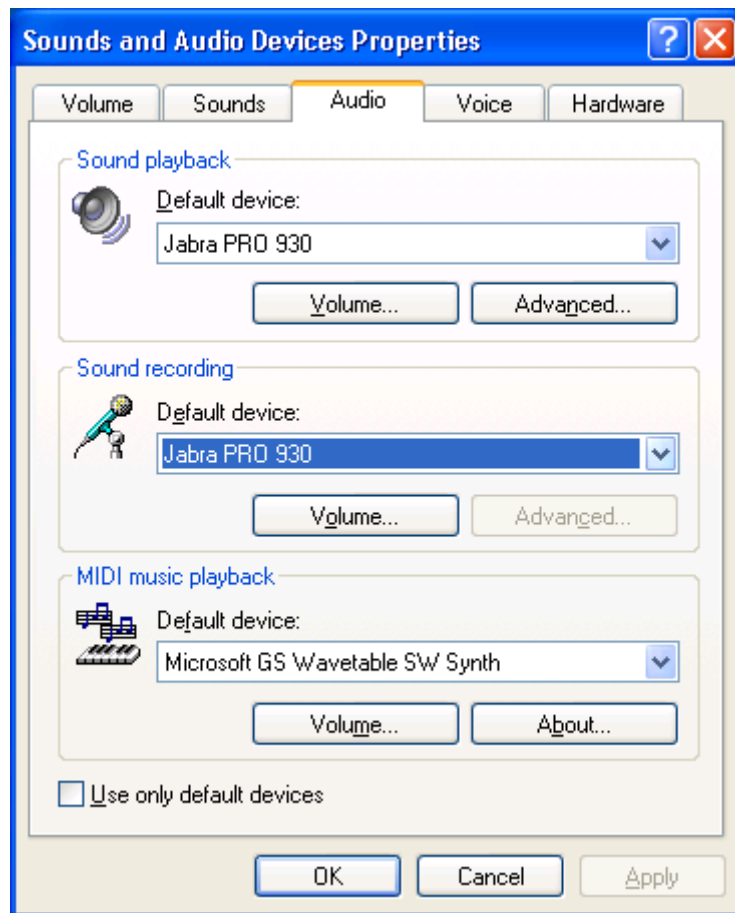 Sounds and Audio Devices Properties
Volume Sounds Audio Voice Hardware
Sound playback
Default device:
Jabra PRO 930
Volume... Advanced...
Sound recording
Default device:
Jabra PRO 930
Volume... Advanced...
MIDI music playback
Default device:
Microsoft GS Wavetable SW Synth
Volume... About...
Use only default devices
OK Cancel Apply